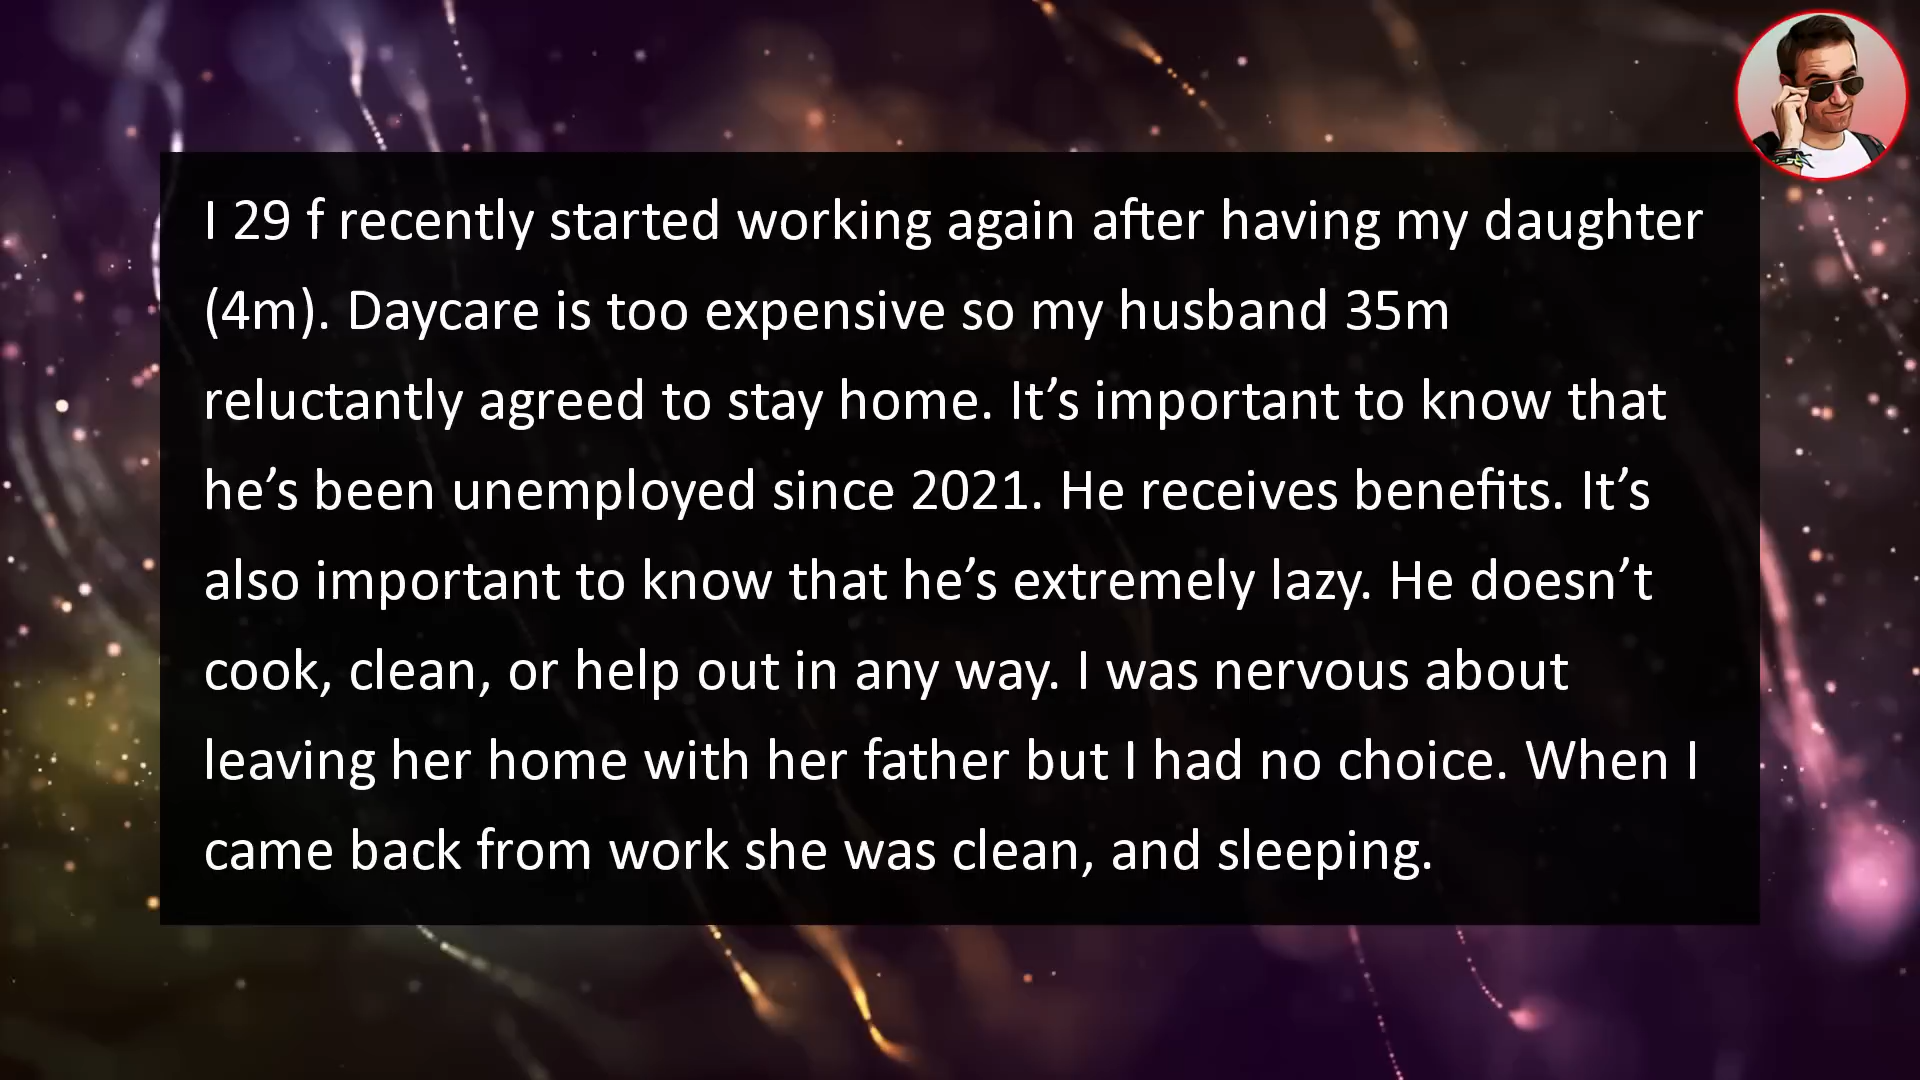 I 29 f recently started working again after having my daughter
(4m). Daycare is too expensive so my husband 35m
reluctantly agreed to stay home. It’s important to know that
he’s been unemployed since 2021. He receives benefits. It’s
also important to know that he’s extremely lazy. He doesn’t
cook, clean, or help out in any way. I was nervous about
leaving her home with her father but I had no choice. When I
came back from work she was clean, and sleeping.